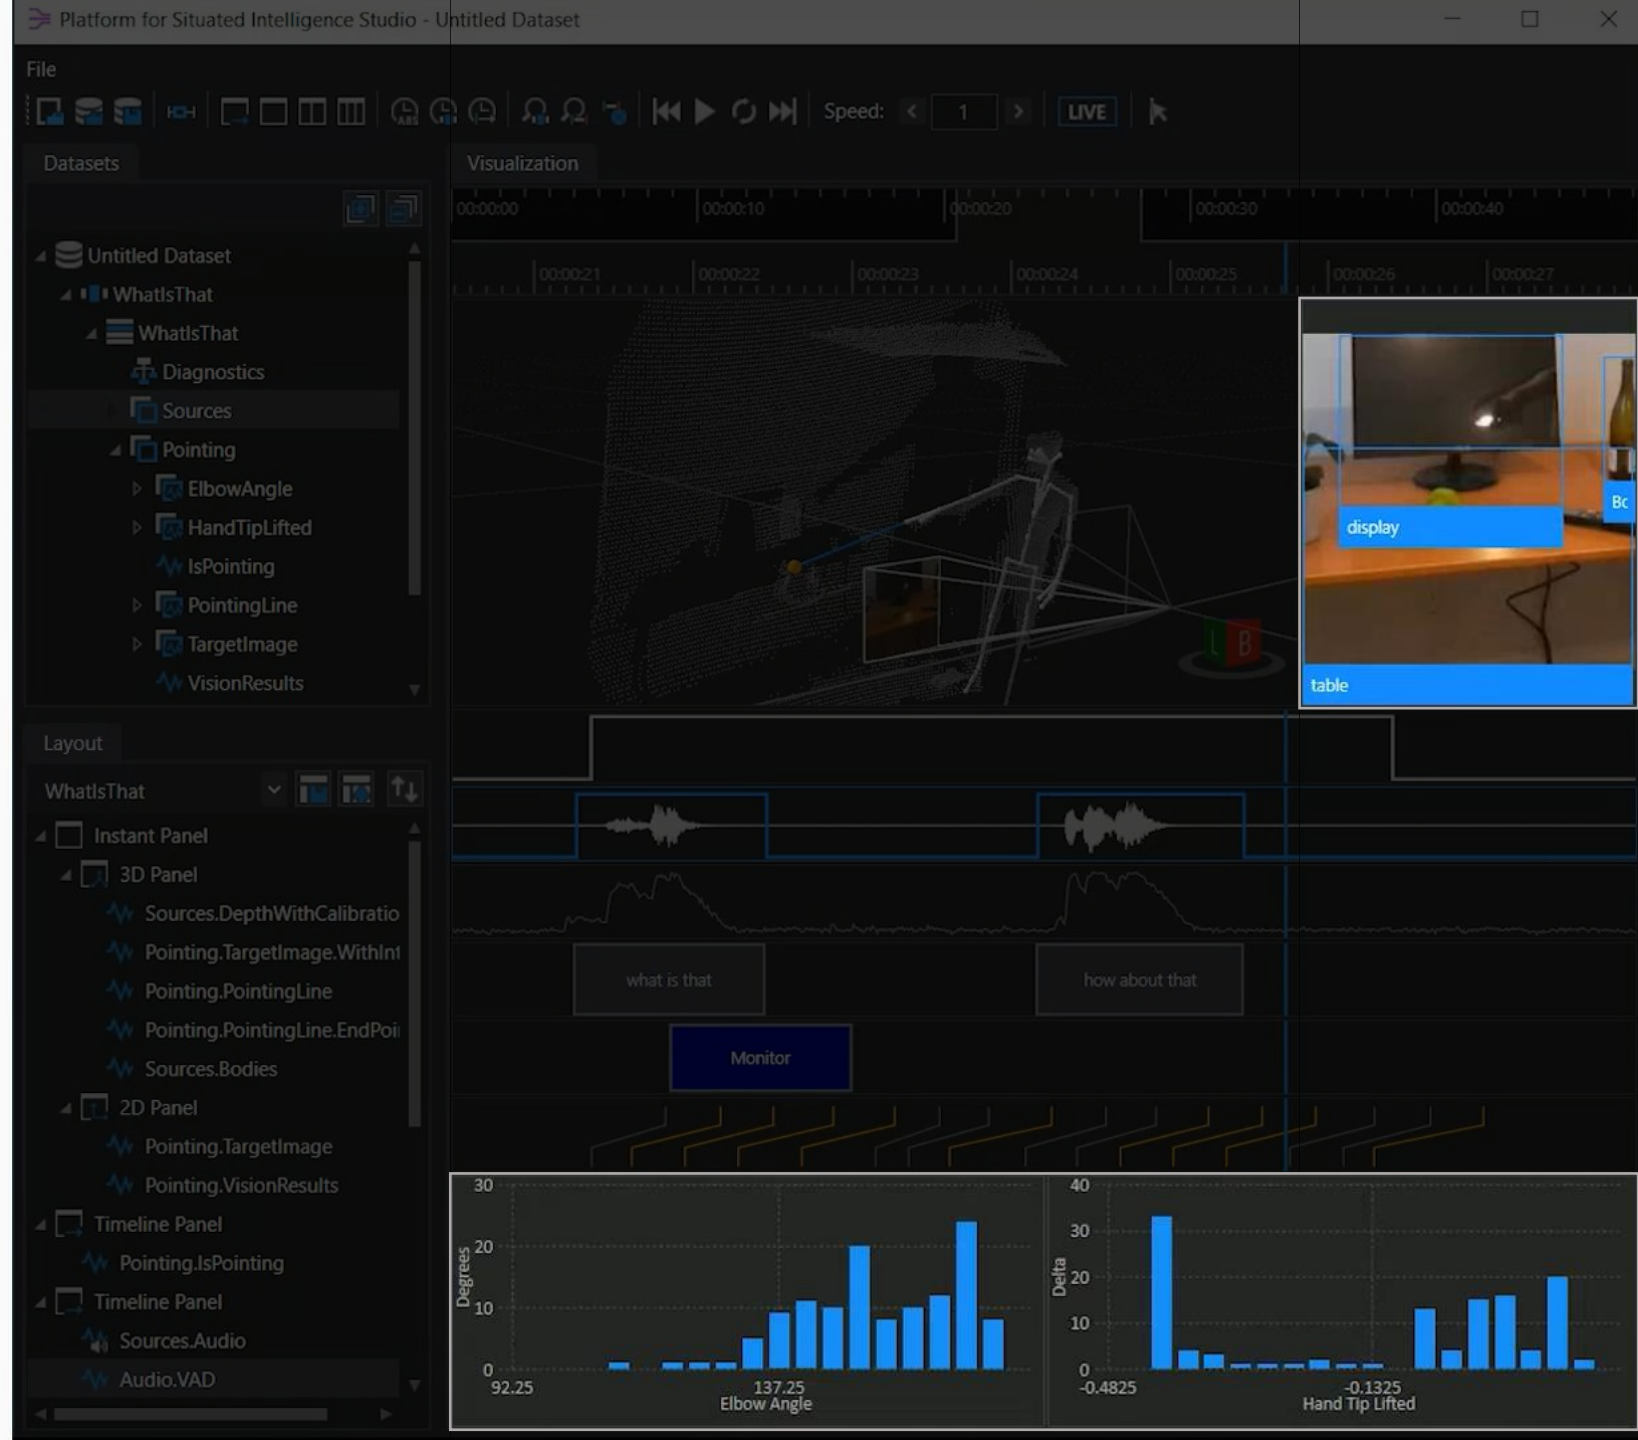 Platform for Situated Intelligence Studio - Untitled Dataset
File
ABS
Speed: < 1 > LIVE
Datasets
Visualization
00:00:00 00:00:10 00:00:20 00:00:30 00:00:40
00:00:21 00:00:22 00:00:23 00:00:24 00:00:25 00:00:26 00:00:27
Untitled Dataset
WhatIsThat
WhatIsThat
Diagnostics
Sources
Pointing
ElbowAngle
HandTipLifted
IsPointing
PointingLine
TargetImage
VisionResults
L B
display
Bc
table
Layout
WhatIsThat
Instant Panel
3D Panel
Sources.DepthWithCalibratio
Pointing.TargetImage.WithInt
Pointing.PointingLine
Pointing.PointingLine.EndPoi
Sources.Bodies
2D Panel
Pointing.TargetImage
Pointing.VisionResults
Timeline Panel
Pointing.IsPointing
Timeline Panel
Sources.Audio
Audio.VAD
what is that
how about that
Monitor
30
20
10
0
Degrees
92.25 137.25
Elbow Angle
40
30
20
10
0
Delta
-0.4825 -0.1325
Hand Tip Lifted